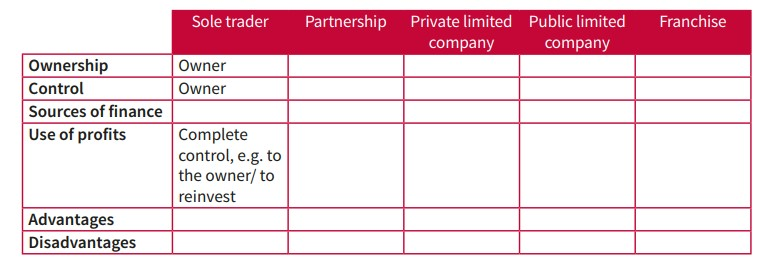 Sole trader Partnership Private limited company Public limited company Franchise
Ownership Owner
Control Owner
Sources of finance
Use of profits Complete
control, e.g. to
the owner/ to
reinvest
Advantages
Disadvantages